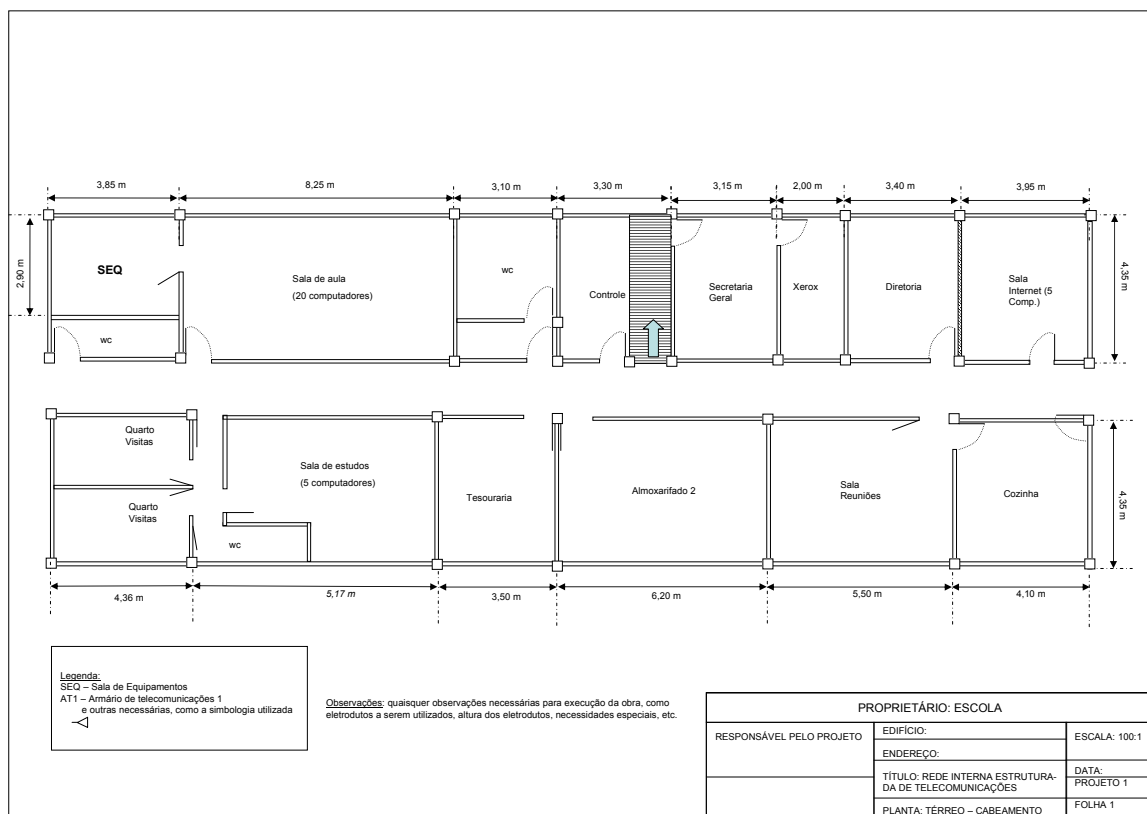 3,85 m
8,25 m
3,10 m
3,30 m
3,15 m
2,00 m
3,40 m
3,95 m
2,90 m
SEQ
wc
Sala de aula
(20 computadores)
wc
Controle
Secretaria
Geral
Xerox
Diretoria
Sala
Internet (5
Comp.)
4,35 m
Quarto
Visitas
Quarto
Visitas
Sala de estudos
(5 computadores)
wc
Tesouraria
Almoxarifado 2
Sala
Reuniões
Cozinha
4,35 m
4,36 m
5,17 m
3,50 m
6,20 m
5,50 m
4,10 m
Legenda:
SEQ – Sala de Equipamentos
AT1 – Armário de telecomunicações 1
e outras necessárias, como a simbologia utilizada
Observações: quaisquer observações necessárias para execução da obra, como
eletrodutos a serem utilizados, altura dos eletrodutos, necessidades especiais, etc.
PROPRIETÁRIO: ESCOLA
RESPONSÁVEL PELO PROJETO
EDIFÍCIO:
ENDEREÇO:
ESCALA: 100:1
TÍTULO: REDE INTERNA ESTRUTURA-
DA DE TELECOMUNICAÇÕES
DATA:
PROJETO 1
PLANTA: TÉRREO – CABEAMENTO
FOLHA 1